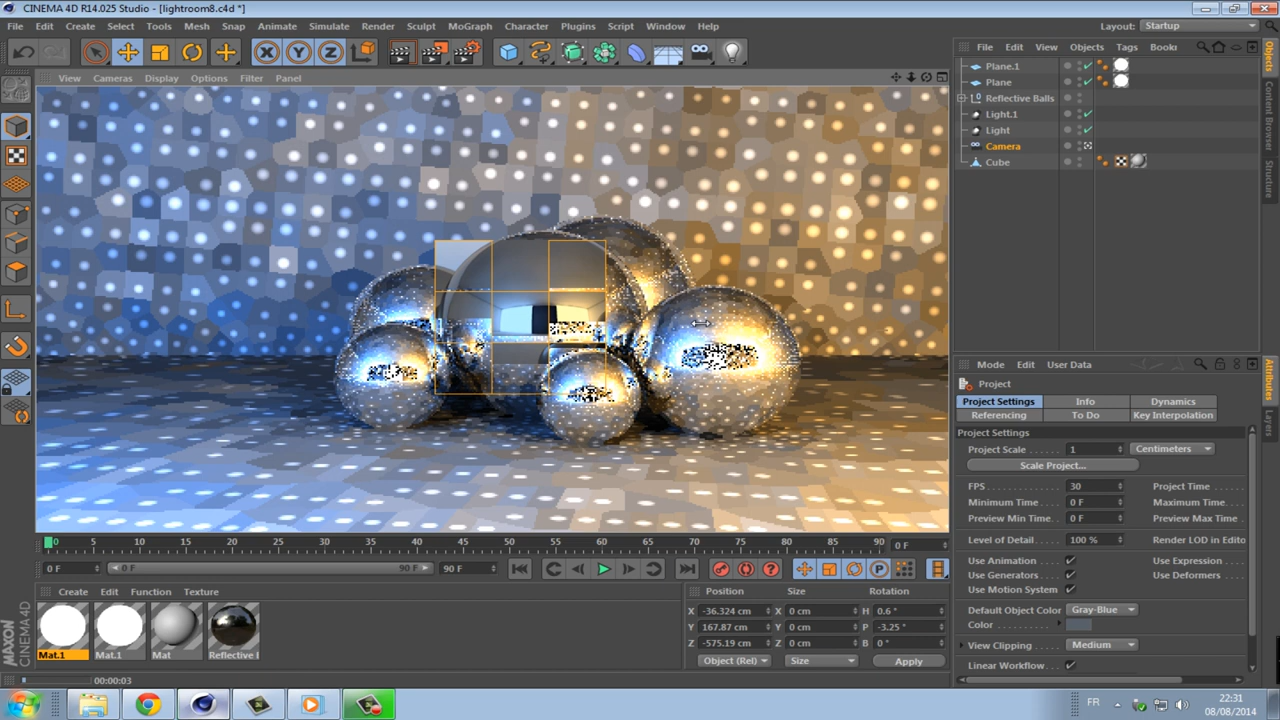 CINEMA 4D R14.025 Studio - [lightroom8.c4d *]
File Edit Create Select Tools Mesh Snap Animate Simulate Render Sculpt MoGraph Character Plugins Script Window Help
Layout: Startup
X Y Z
View Cameras Display Options Filter Panel
File Edit View Objects Tags Bookı
Plane.1
Plane
Reflective Balls
Light.1
Light
Camera
Cube
Objects
Content Browser
Structure
Mode Edit User Data
Project
Project Settings Info Dynamics
Referencing To Do Key Interpolation
Project Settings
Project Scale 1 Centimeters
Scale Project...
FPS 30 Project Time
Minimum Time 0 F Maximum Time
Preview Min Time 0 F Preview Max Time
Level of Detail 100 % Render LOD in Edito
Use Animation Use Expression
Use Generators Use Deformers
Use Motion System
Default Object Color Gray-Blue
Color
View Clipping Medium
Linear Workflow
Attributes
Layers
0 5 10 15 20 25 30 35 40 45 50 55 60 65 70 75 80 85 90 0 F
0 F 0 F 90 F 90 F
P
Create Edit Function Texture
Mat.1 Mat.1 Mat Reflective
Position Size Rotation
X -36.324 cm X 0 cm H 0.6 °
Y 167.87 cm Y 0 cm P -3.25 °
Z -575.19 cm Z 0 cm B 0 °
Object (Rel) Size Apply
MAXON
CINEMA 4D
00:00:03
FR
22:31
08/08/2014